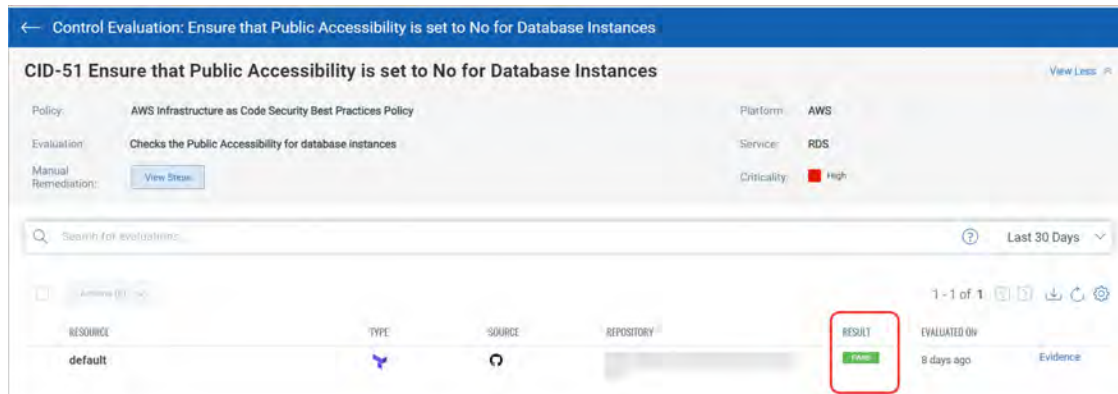 ← Control Evaluation: Ensure that Public Accessibility is set to No for Database Instances
CID-51 Ensure that Public Accessibility is set to No for Database Instances
View Less
Policy: AWS Infrastructure as Code Security Best Practices Policy
Platform: AWS
Evaluation: Checks the Public Accessibility for database instances
Service: RDS
Manual Remediation: View Steps
Criticality: High
Search for evaluations...
Last 30 Days
1 - 1 of 1
RESOURCE TYPE SOURCE REPOSITORY RESULT EVALUATED ON
default 8 days ago Evidence